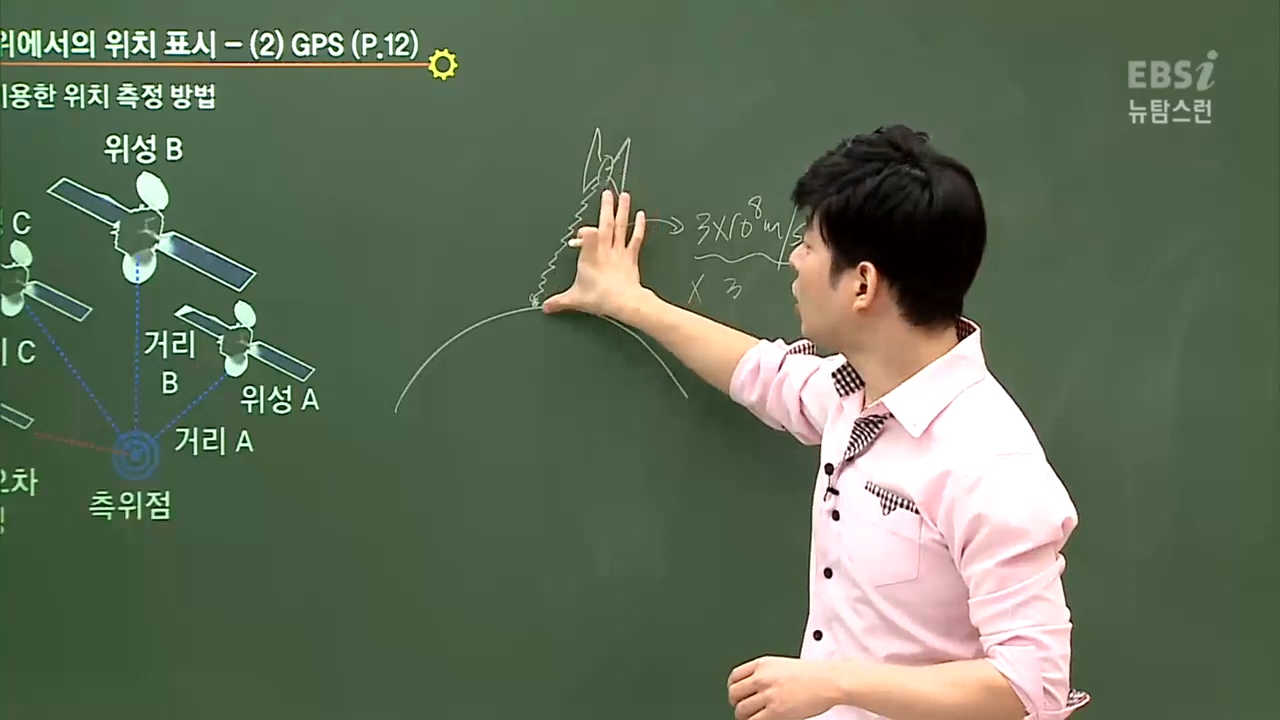 위에서의 위치 표시 – (2) GPS (P.12)
이용한 위치 측정 방법
EBSi
뉴탐스런
위성 B
C
거리
B
C
위성 A
거리 A
오차
측위점
3×10⁸m/s
× 3